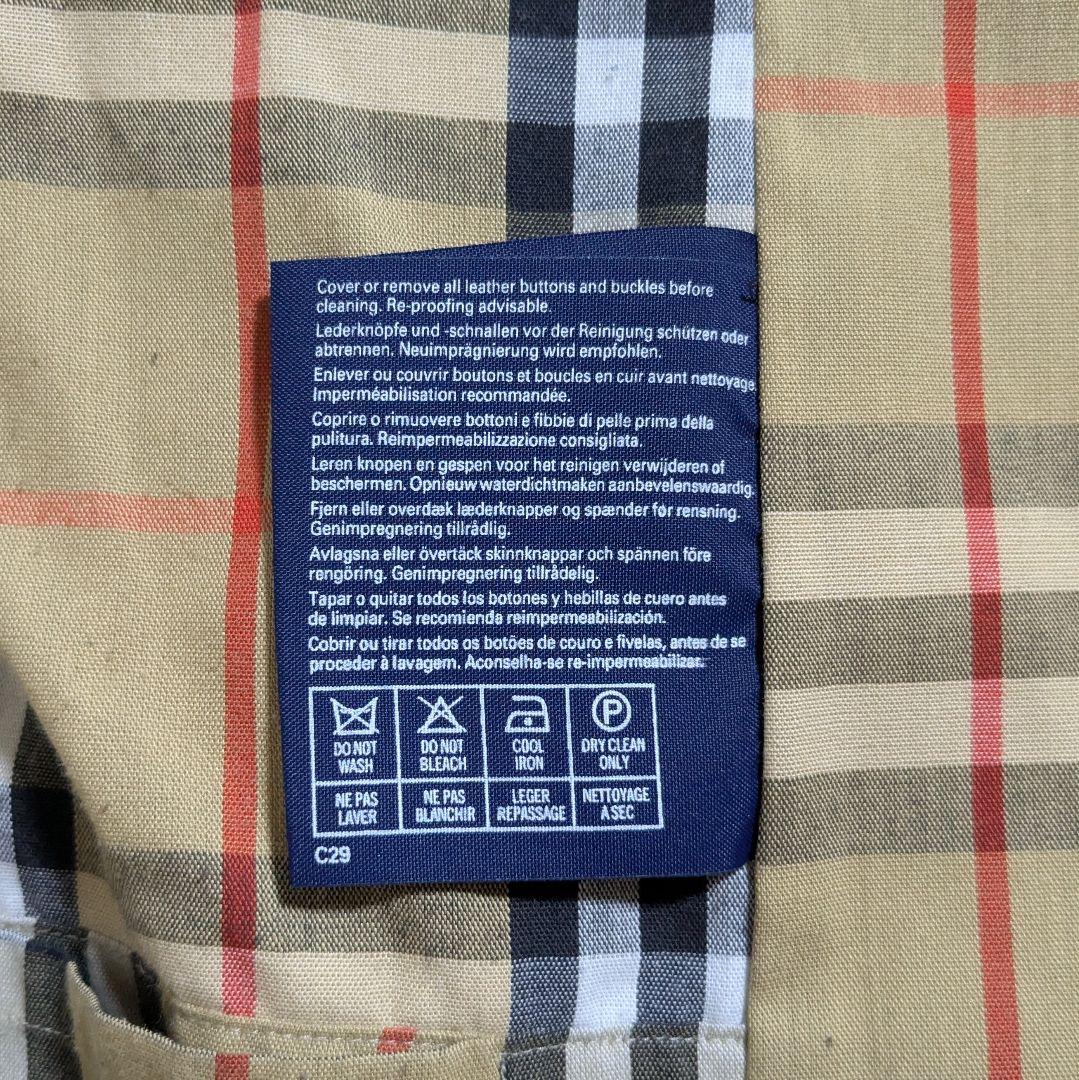 Cover or remove all leather buttons and buckles before
cleaning. Re-proofing advisable.
Lederknöpfe und -schnallen vor der Reinigung schützen oder
abtrennen. Neuimprägnierung wird empfohlen.
Enlever ou couvrir boutons et boucles en cuir avant nettoyage.
Imperméabilisation recommandée.
Coprire o rimuovere bottoni e fibbie di pelle prima della
pulitura. Reimpermeabilizzazione consigliata.
Leren knopen en gespen voor het reinigen verwijderen of
beschermen. Opnieuw waterdichtmaken aanbevelenswaardig.
Fjern eller overdæk læderknapper og spænder før rensning.
Genimpregnering tillrådlig.
Avlagsna eller övertäck skinnknappar och spännen före
rengöring. Genimpregnering tillrådelig.
Tapar o quitar todos los botones y hebillas de cuero antes
de limpiar. Se recomienda reimpermeabilización.
Cobrir ou tirar todos os botões de couro e fivelas, antes de se
proceder à lavagem. Aconselha-se re-impermeabilizar.
P
DO NOT WASH
DO NOT BLEACH
COOL IRON
DRY CLEAN ONLY
NE PAS LAVER
NE PAS BLANCHIR
LEGER REPASSAGE
NETTOYAGE A SEC
C29